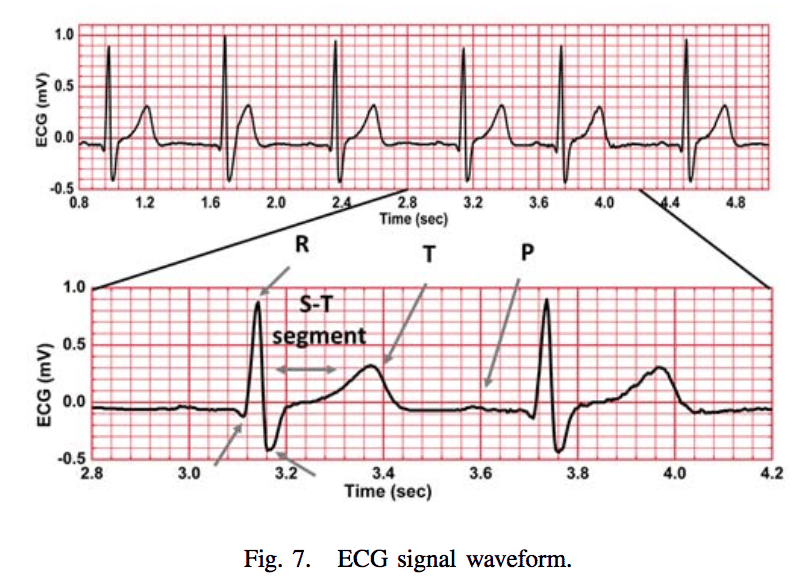 1.0
0.5
0.0
-0.5
ECG (mV)
0.8 1.2 1.6 2.0 2.4 2.8 3.2 3.6 4.0 4.4 4.8
Time (sec)
R T P
S-T
segment
1.0
0.5
0.0
-0.5
ECG (mV)
2.8 3.0 3.2 3.4 3.6 3.8 4.0 4.2
Time (sec)
Fig. 7. ECG signal waveform.